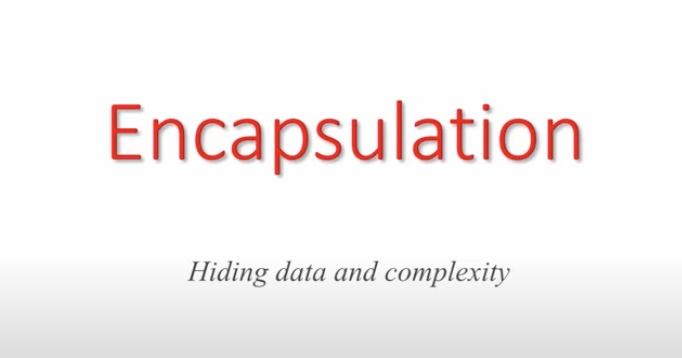 Encapsulation
Hiding data and complexity